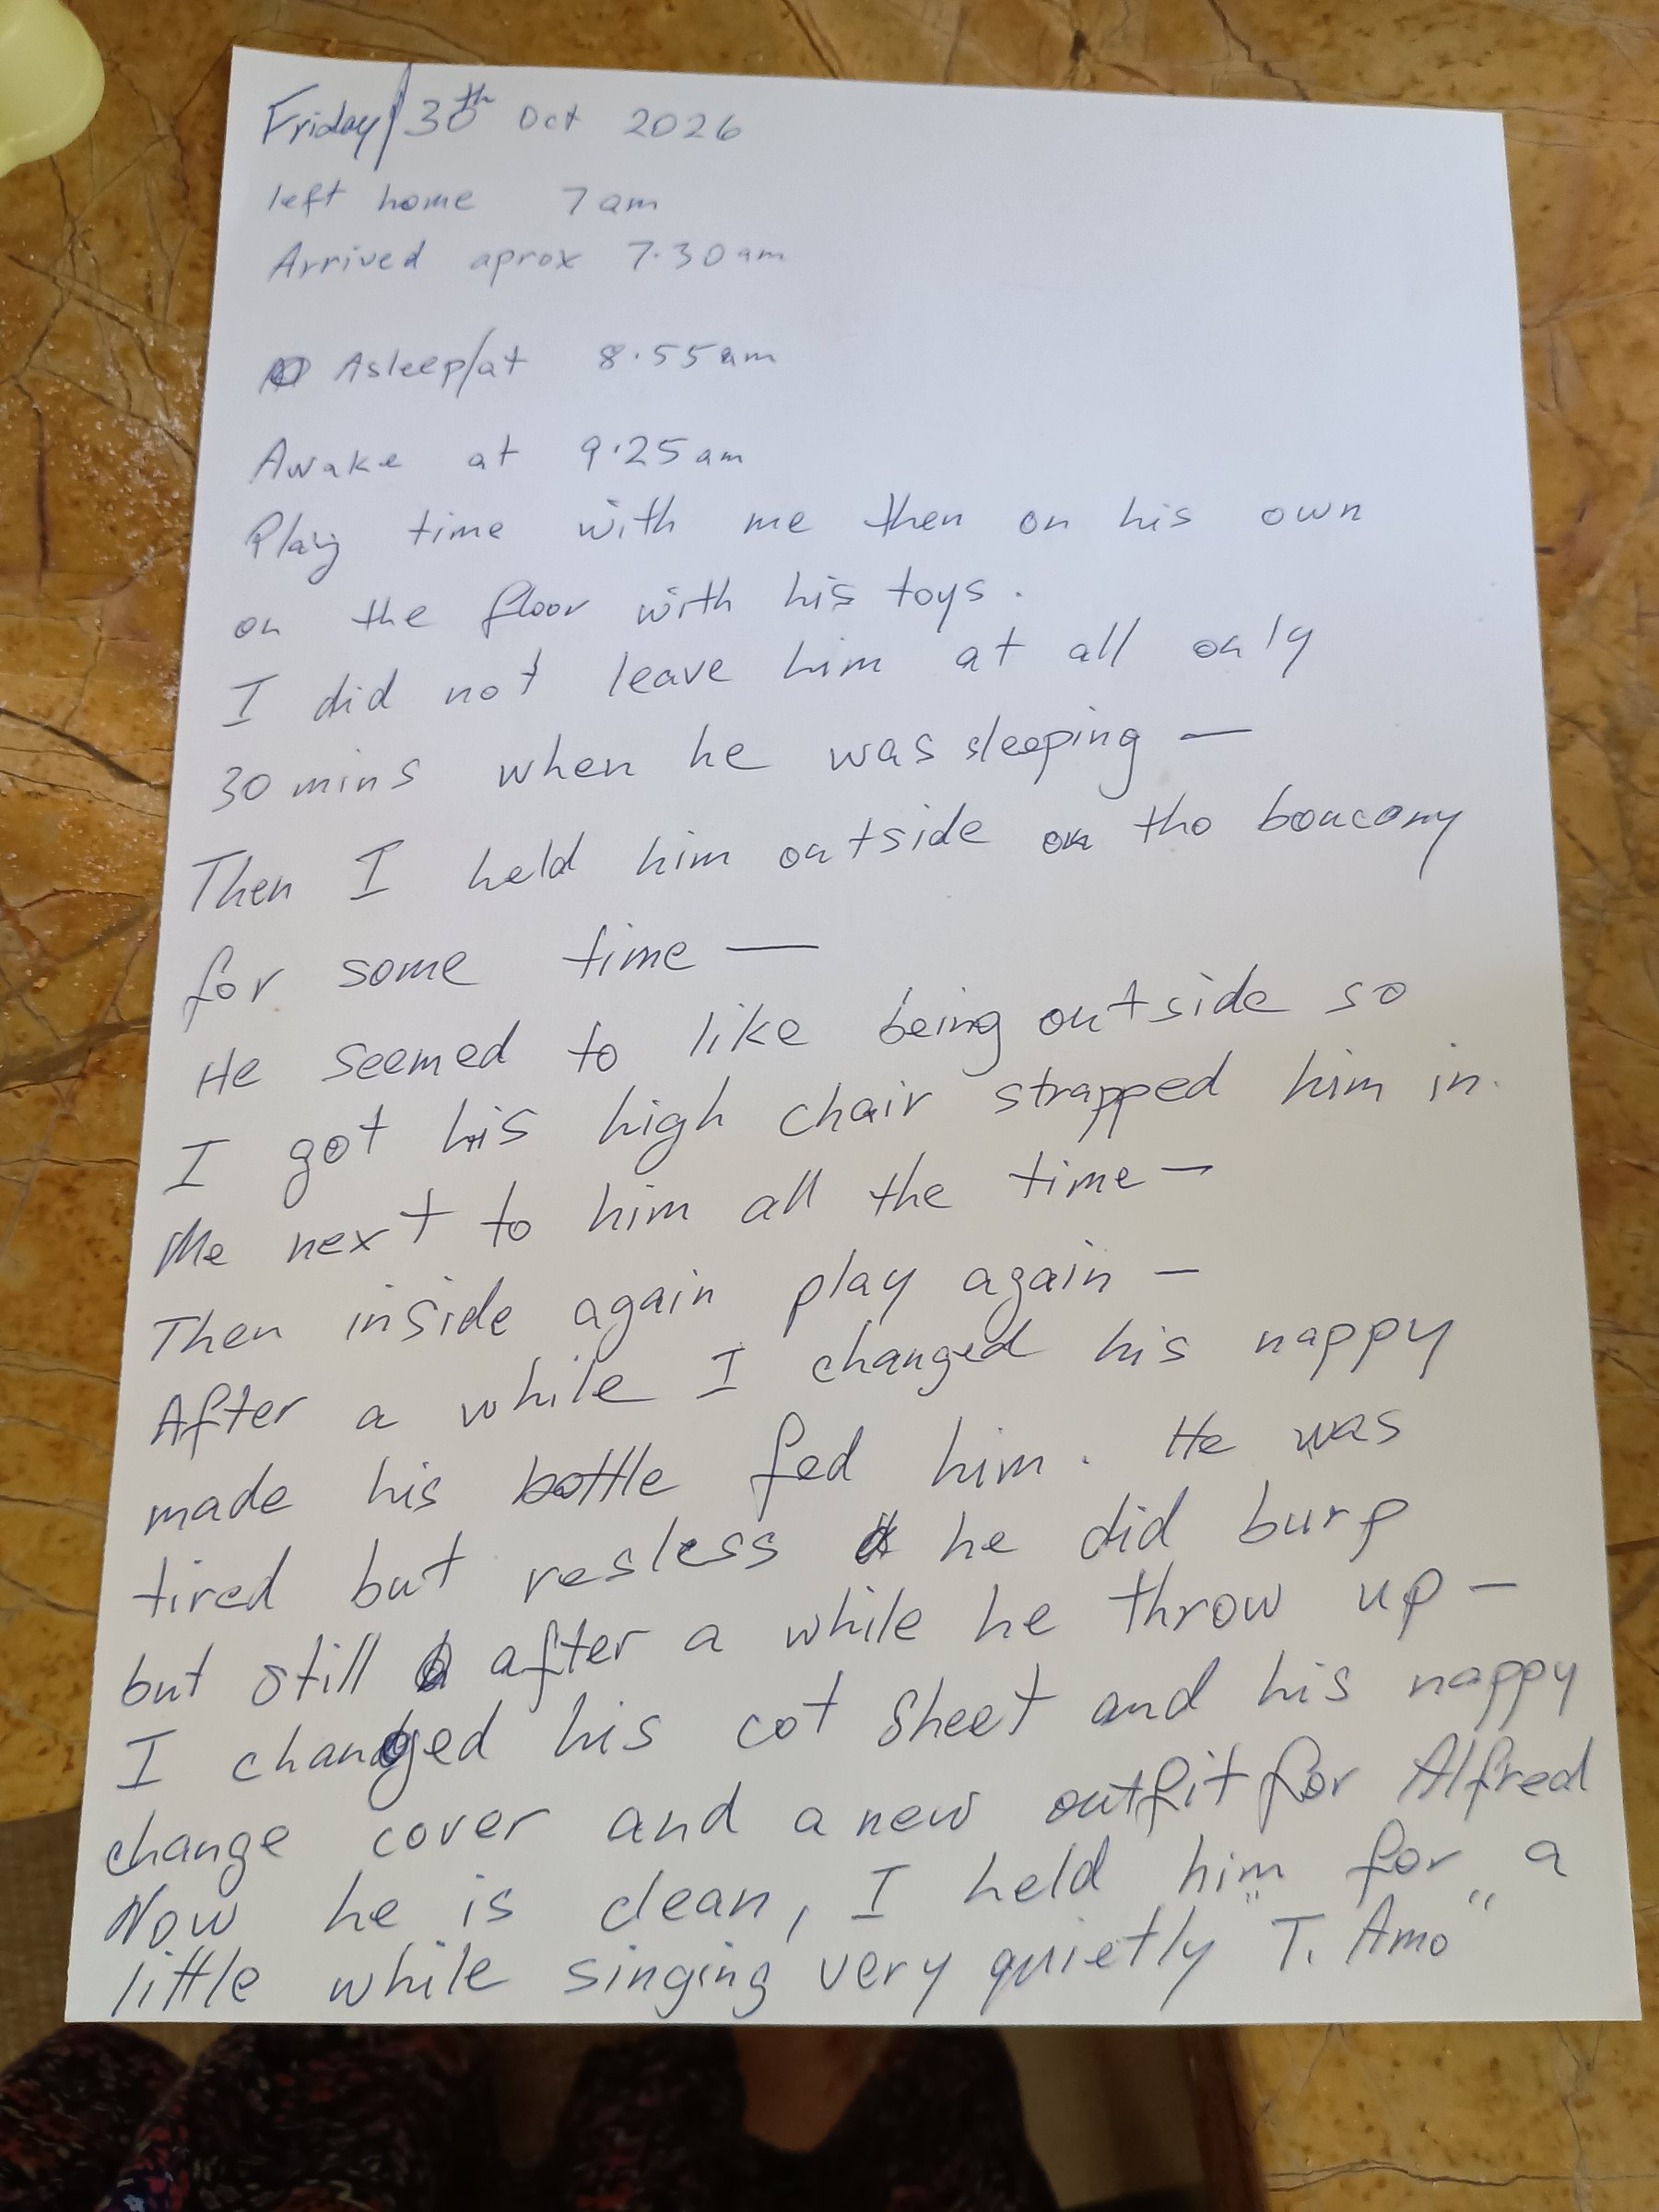 Friday 30th Oct 2026
left home 7am
Arrived aprox 7.30am
Asleep/at 8.55am
Awake at 9.25am
Play time with me then on his own
on the floor with his toys.
I did not leave him at all only
30 mins when he was sleeping —
Then I held him outside on tho boucony
for some time —
He seemed to like being outside so
I got his high chair strapped him in.
Me next to him all the time —
Then inside again play again —
After a while I changed his nappy
made his bottle fed him. He was
tired but resless he did burp
but still after a while he throw up —
I changed his cot sheet and his nappy
change cover and a new outfit for Alfred
Now he is clean, I held him for a
little while singing very quietly "T. Amo"